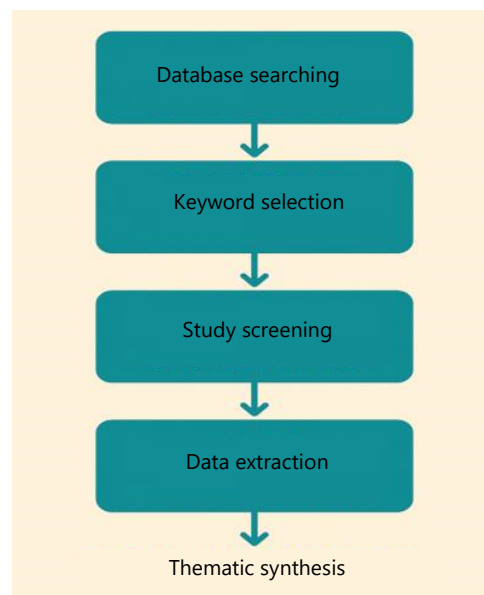 Database searching
Keyword selection
Study screening
Data extraction
Thematic synthesis